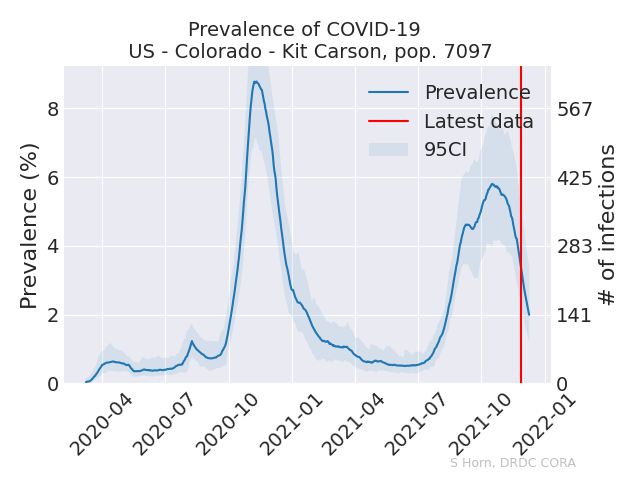 Prevalence of COVID-19
US - Colorado - Kit Carson, pop. 7097
Prevalence
Latest data
95CI
Prevalence (%)
8
6
4
2
0
567
425
283
141
0
# of infections
2020-04
2020-07
2020-10
2021-01
2021-04
2021-07
2021-10
2022-01
S Horn, DRDC CORA